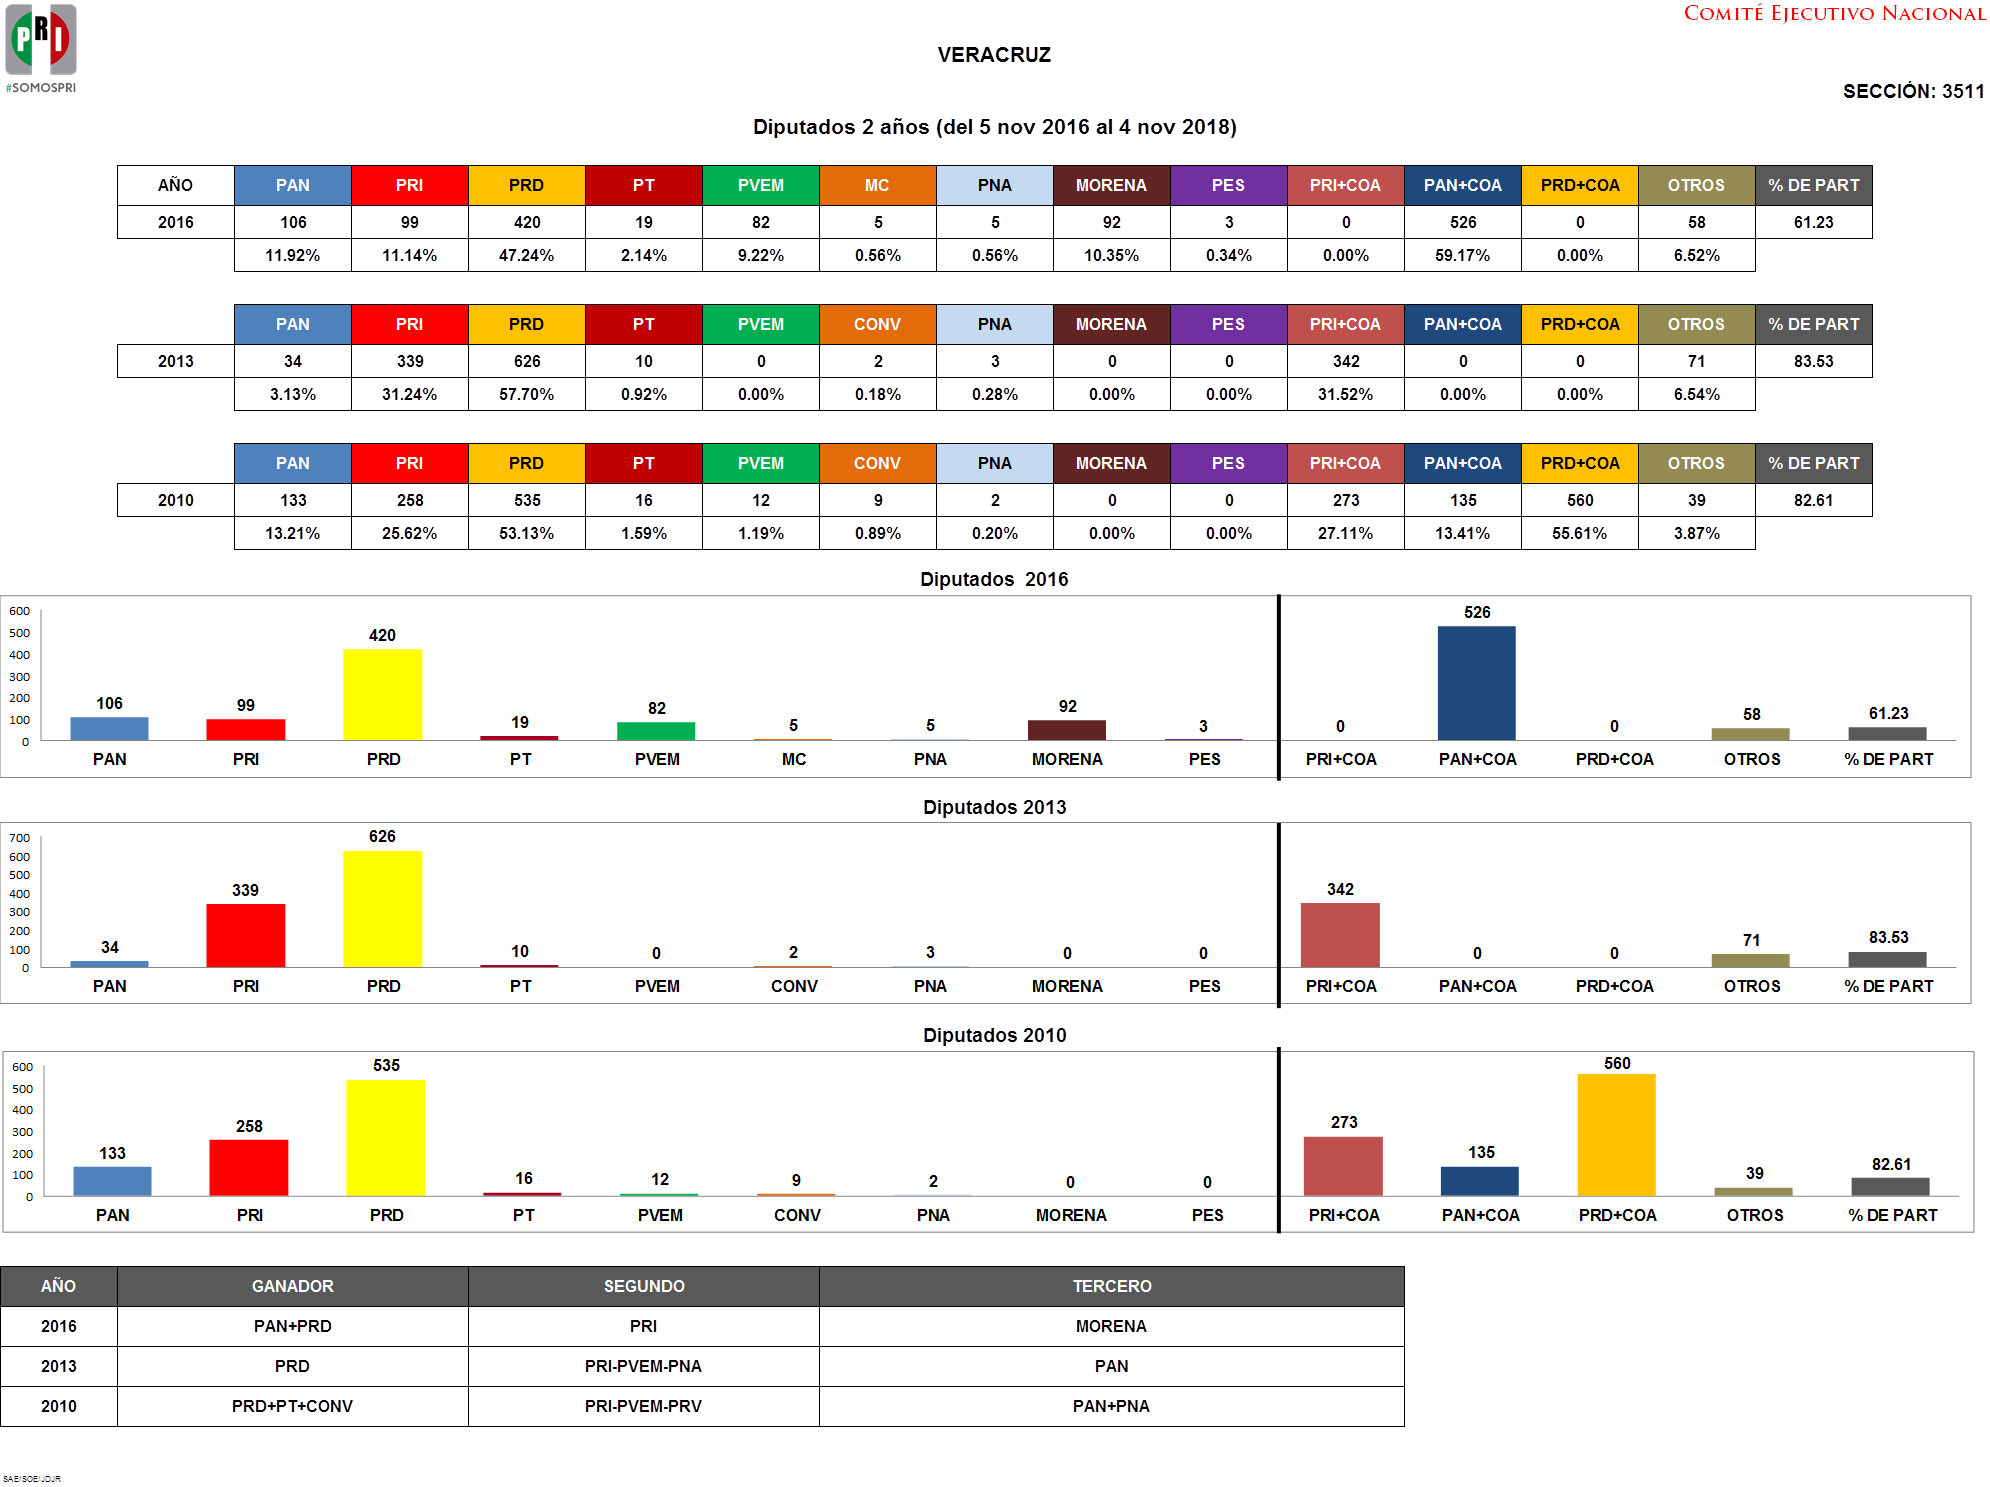 PRI
#SOMOSPRI
COMITÉ EJECUTIVO NACIONAL
VERACRUZ
SECCIÓN: 3511
Diputados 2 años (del 5 nov 2016 al 4 nov 2018)
AÑO PAN PRI PRD PT PVEM MC PNA MORENA PES PRI+COA PAN+COA PRD+COA OTROS % DE PART
2016 106 99 420 19 82 5 5 92 3 0 526 0 58 61.23
11.92% 11.14% 47.24% 2.14% 9.22% 0.56% 0.56% 10.35% 0.34% 0.00% 59.17% 0.00% 6.52%
PAN PRI PRD PT PVEM CONV PNA MORENA PES PRI+COA PAN+COA PRD+COA OTROS % DE PART
2013 34 339 626 10 0 2 3 0 0 342 0 0 71 83.53
3.13% 31.24% 57.70% 0.92% 0.00% 0.18% 0.28% 0.00% 0.00% 31.52% 0.00% 0.00% 6.54%
PAN PRI PRD PT PVEM CONV PNA MORENA PES PRI+COA PAN+COA PRD+COA OTROS % DE PART
2010 133 258 535 16 12 9 2 0 0 273 135 560 39 82.61
13.21% 25.62% 53.13% 1.59% 1.19% 0.89% 0.20% 0.00% 0.00% 27.11% 13.41% 55.61% 3.87%
Diputados 2016
600
500
400
300
200
100
0
106 99 420 19 82 5 5 92 3 0 526 0 58 61.23
PAN PRI PRD PT PVEM MC PNA MORENA PES PRI+COA PAN+COA PRD+COA OTROS % DE PART
Diputados 2013
700
600
500
400
300
200
100
0
34 339 626 10 0 2 3 0 0 342 0 0 71 83.53
PAN PRI PRD PT PVEM CONV PNA MORENA PES PRI+COA PAN+COA PRD+COA OTROS % DE PART
Diputados 2010
600
500
400
300
200
100
0
133 258 535 16 12 9 2 0 0 273 135 560 39 82.61
PAN PRI PRD PT PVEM CONV PNA MORENA PES PRI+COA PAN+COA PRD+COA OTROS % DE PART
AÑO GANADOR SEGUNDO TERCERO
2016 PAN+PRD PRI MORENA
2013 PRD PRI-PVEM-PNA PAN
2010 PRD+PT+CONV PRI-PVEM-PRV PAN+PNA
SAE/SOE/JDJR